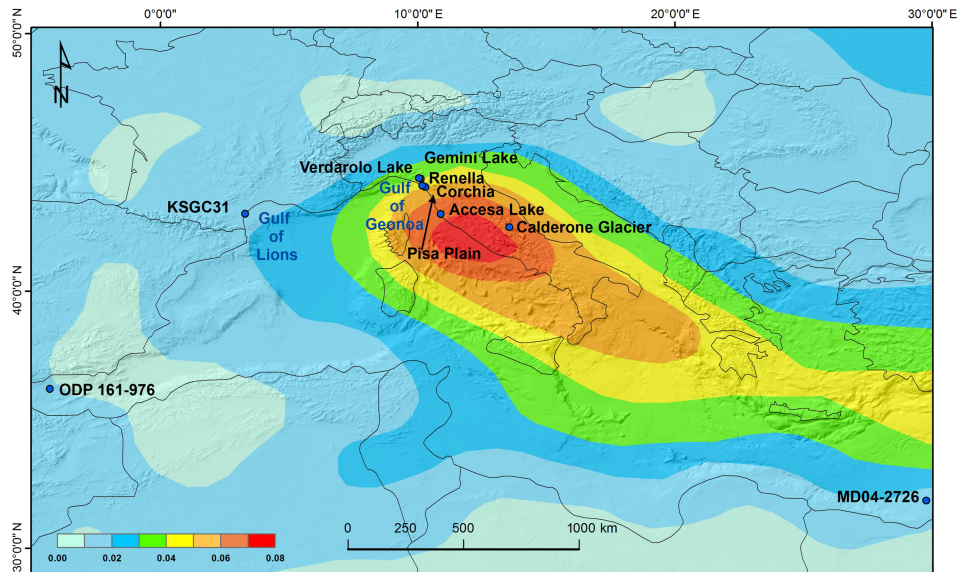 0°0'0" 10°0'0"E 20°0'0"E 30°0'0"E
50°0'0"N
N
Verdarolo Lake
Gemini Lake
Renella
Gulf
of
Geonoa
Corchia
KSGC31
Accesa Lake
Gulf
of
Lions
Calderone Glacier
Pisa Plain
40°0'0"N
ODP 161-976
MD04-2726
0 250 500 1000 km
0.00 0.02 0.04 0.06 0.08
30°0'0"N